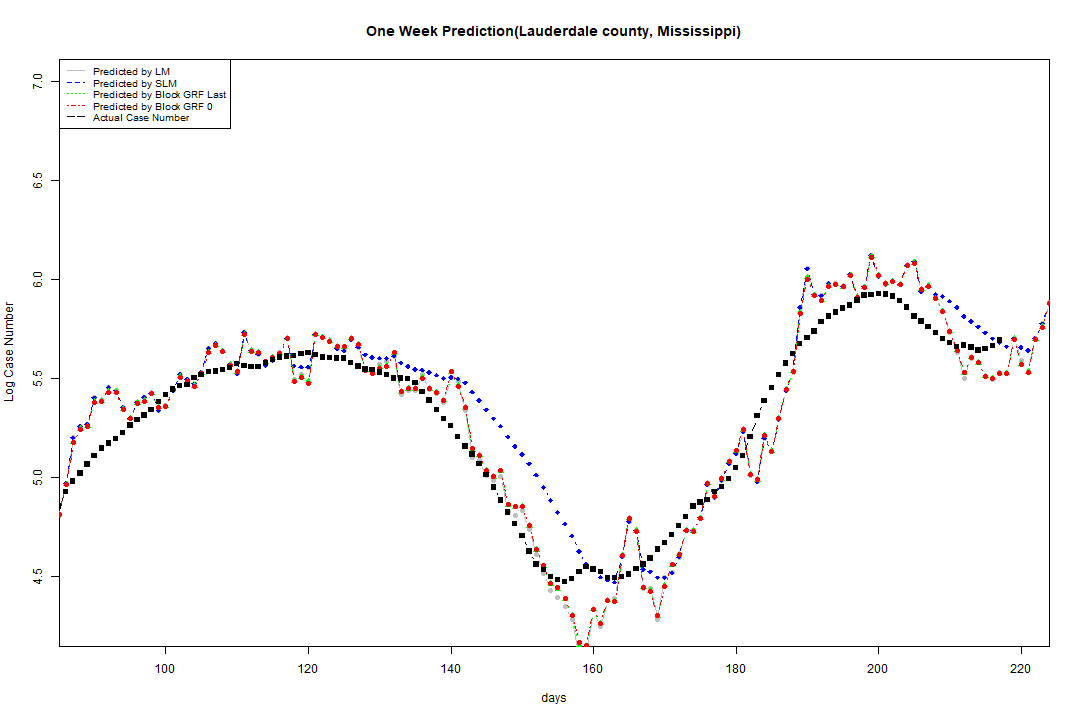 One Week Prediction(Lauderdale county, Mississippi)
Predicted by LM
Predicted by SLM
Predicted by Block GRF Last
Predicted by Block GRF 0
Actual Case Number
7.0
6.5
6.0
5.5
5.0
4.5
Log Case Number
100 120 140 160 180 200 220
days